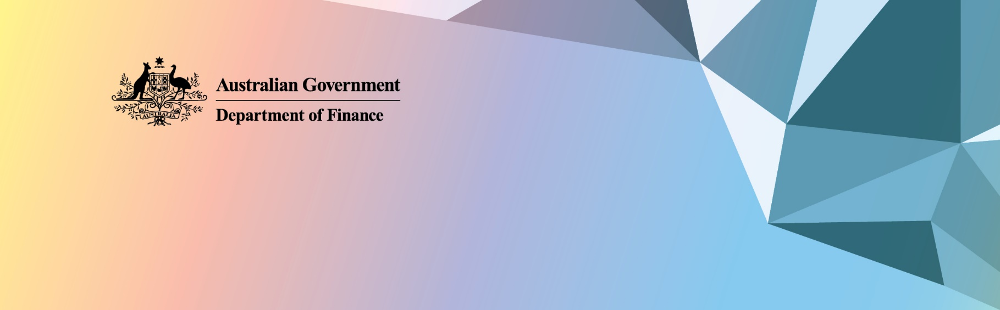 Australian Government
Department of Finance
AUSTRALIA